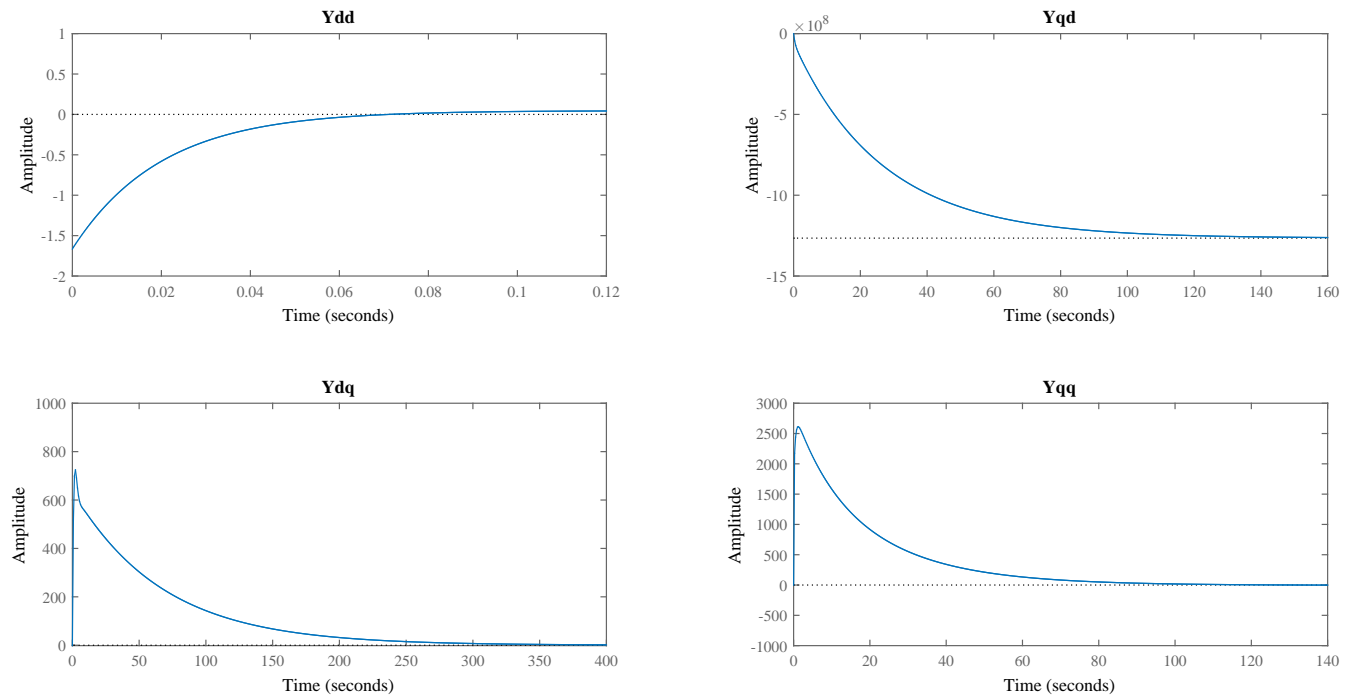 Ydd
1
0.5
0
-0.5
-1
-1.5
-2
Amplitude
0 0.02 0.04 0.06 0.08 0.1 0.12
Time (seconds)
Yqd
×10^8
0
-5
-10
-15
Amplitude
0 20 40 60 80 100 120 140 160
Time (seconds)
Ydq
1000
800
600
400
200
0
Amplitude
0 50 100 150 200 250 300 350 400
Time (seconds)
Yqq
3000
2500
2000
1500
1000
500
0
-500
-1000
Amplitude
0 20 40 60 80 100 120 140
Time (seconds)